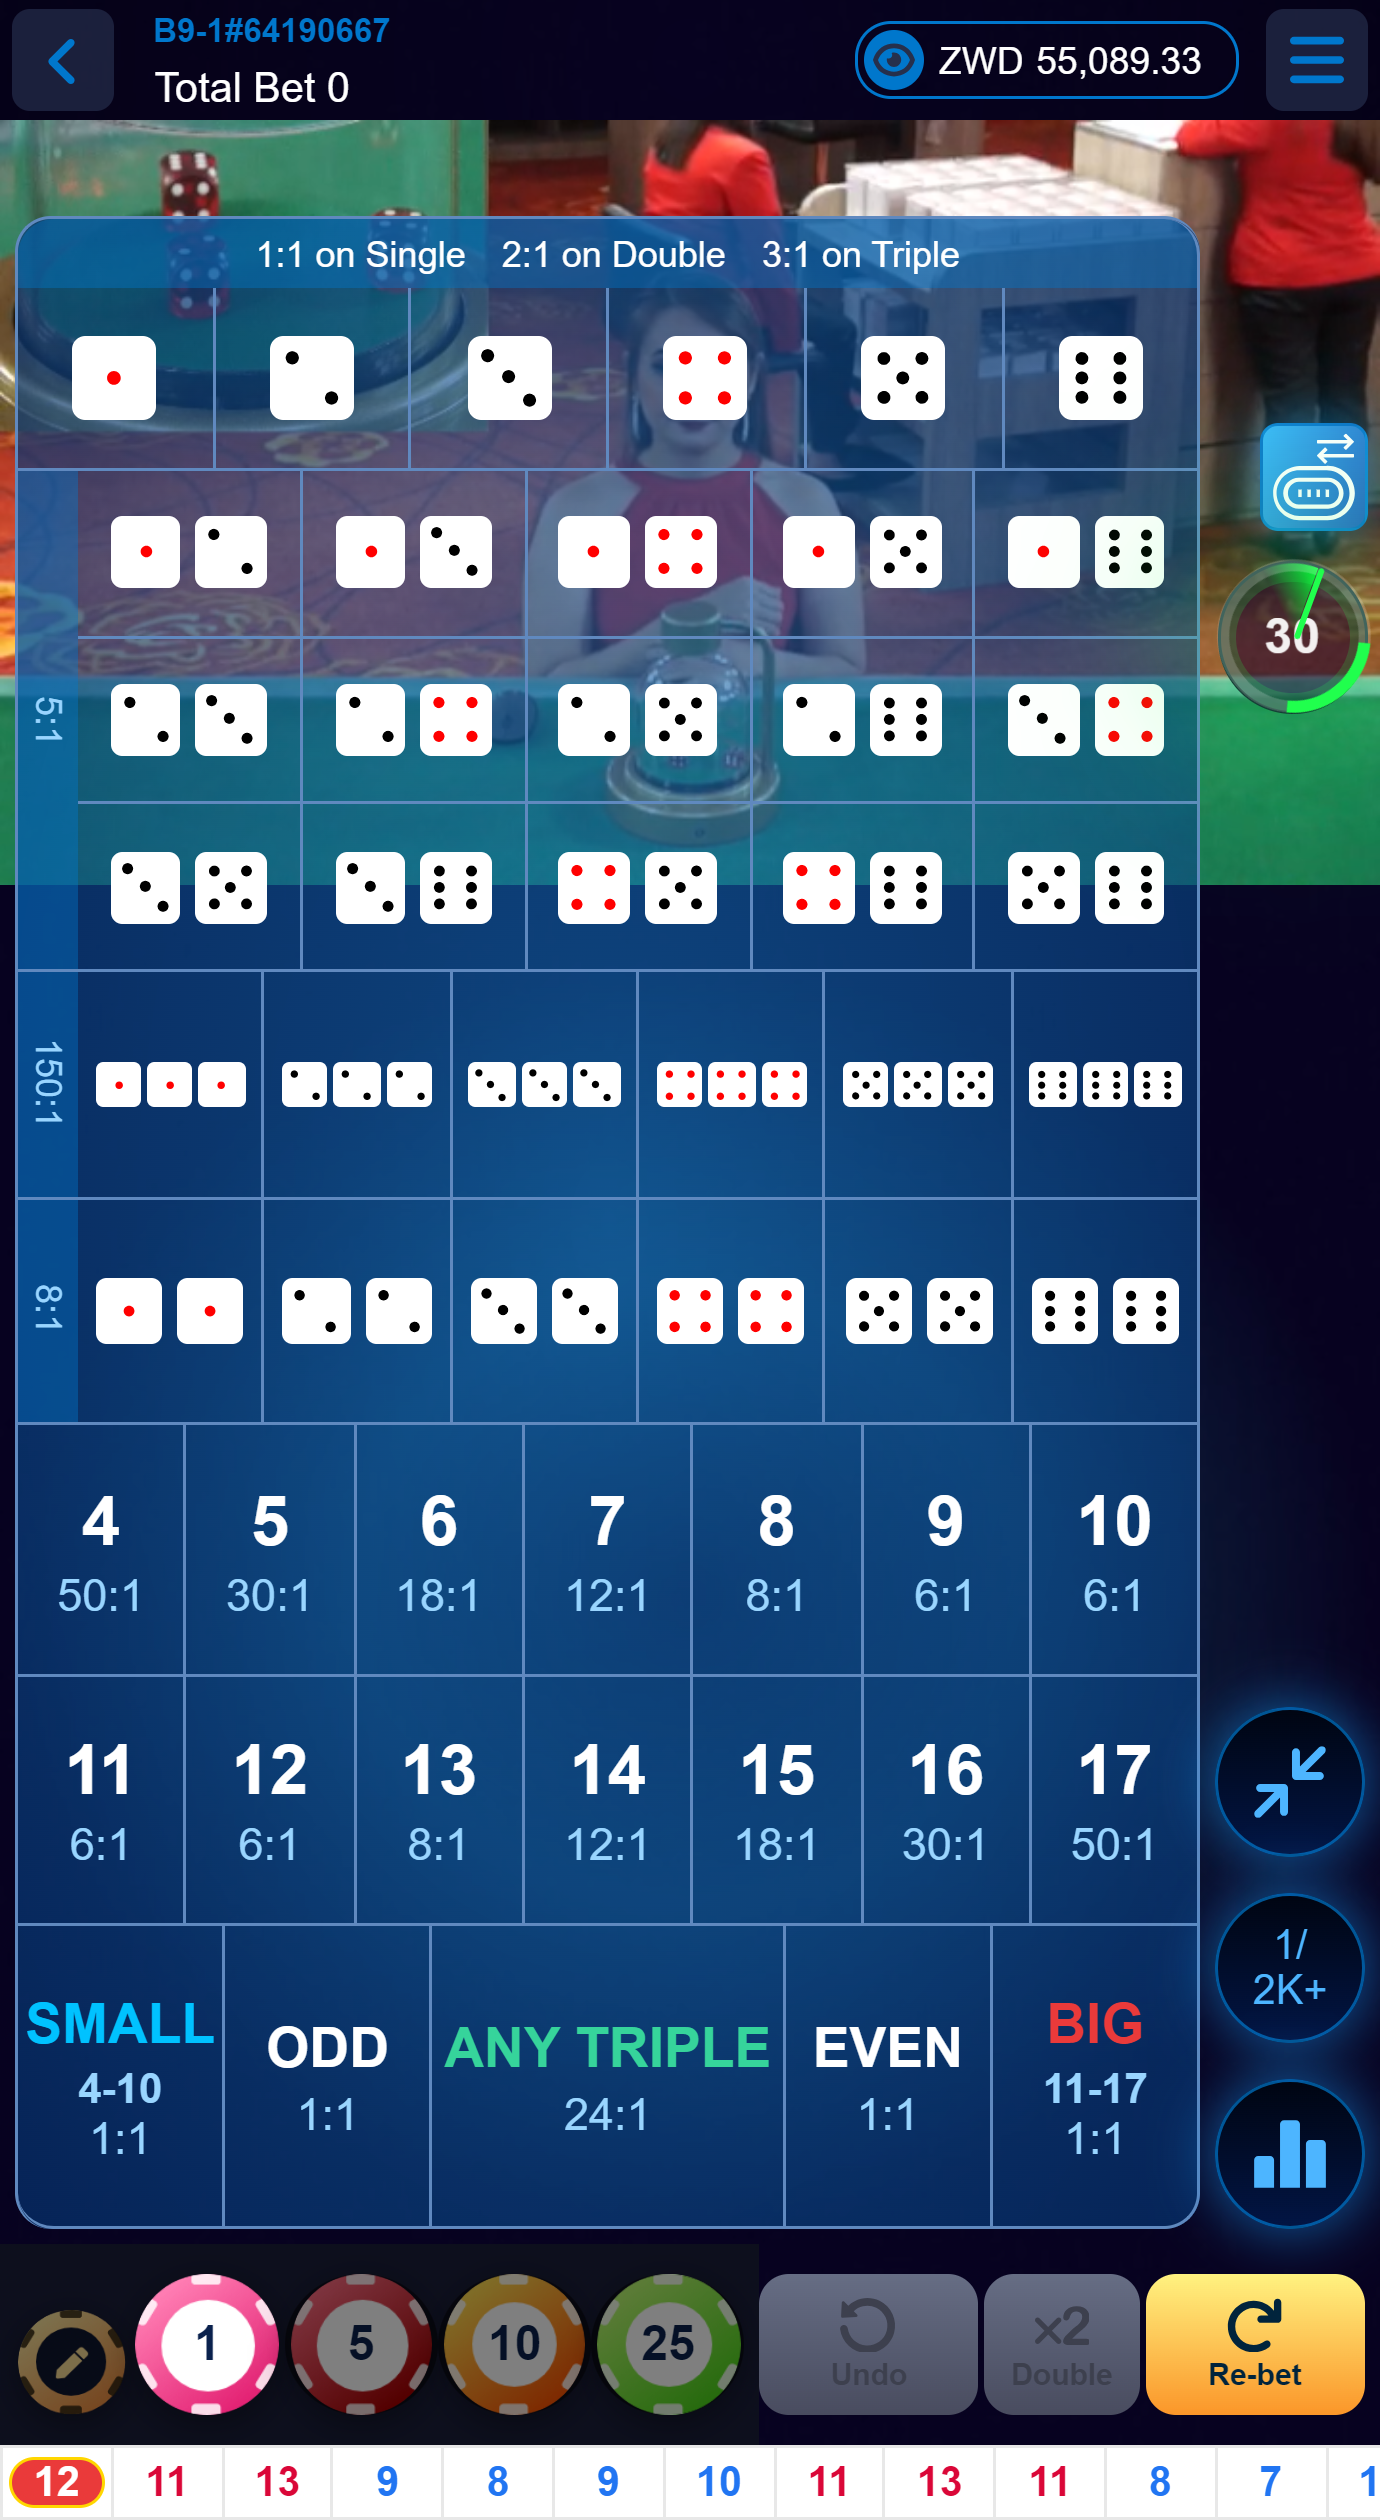 B9-1#64190667
Total Bet 0
ZWD 55,089.33
1:1 on Single 2:1 on Double 3:1 on Triple
30
5:1
150:1
8:1
4 5 6 7 8 9 10
50:1 30:1 18:1 12:1 8:1 6:1 6:1
11 12 13 14 15 16 17
6:1 6:1 8:1 12:1 18:1 30:1 50:1
SMALL
4-10
1:1
ODD
1:1
ANY TRIPLE
24:1
EVEN
1:1
BIG
11-17
1:1
1/
2K+
1 5 10 25
Undo
x2
Double
Re-bet
12 11 13 9 8 9 10 11 13 11 8 7